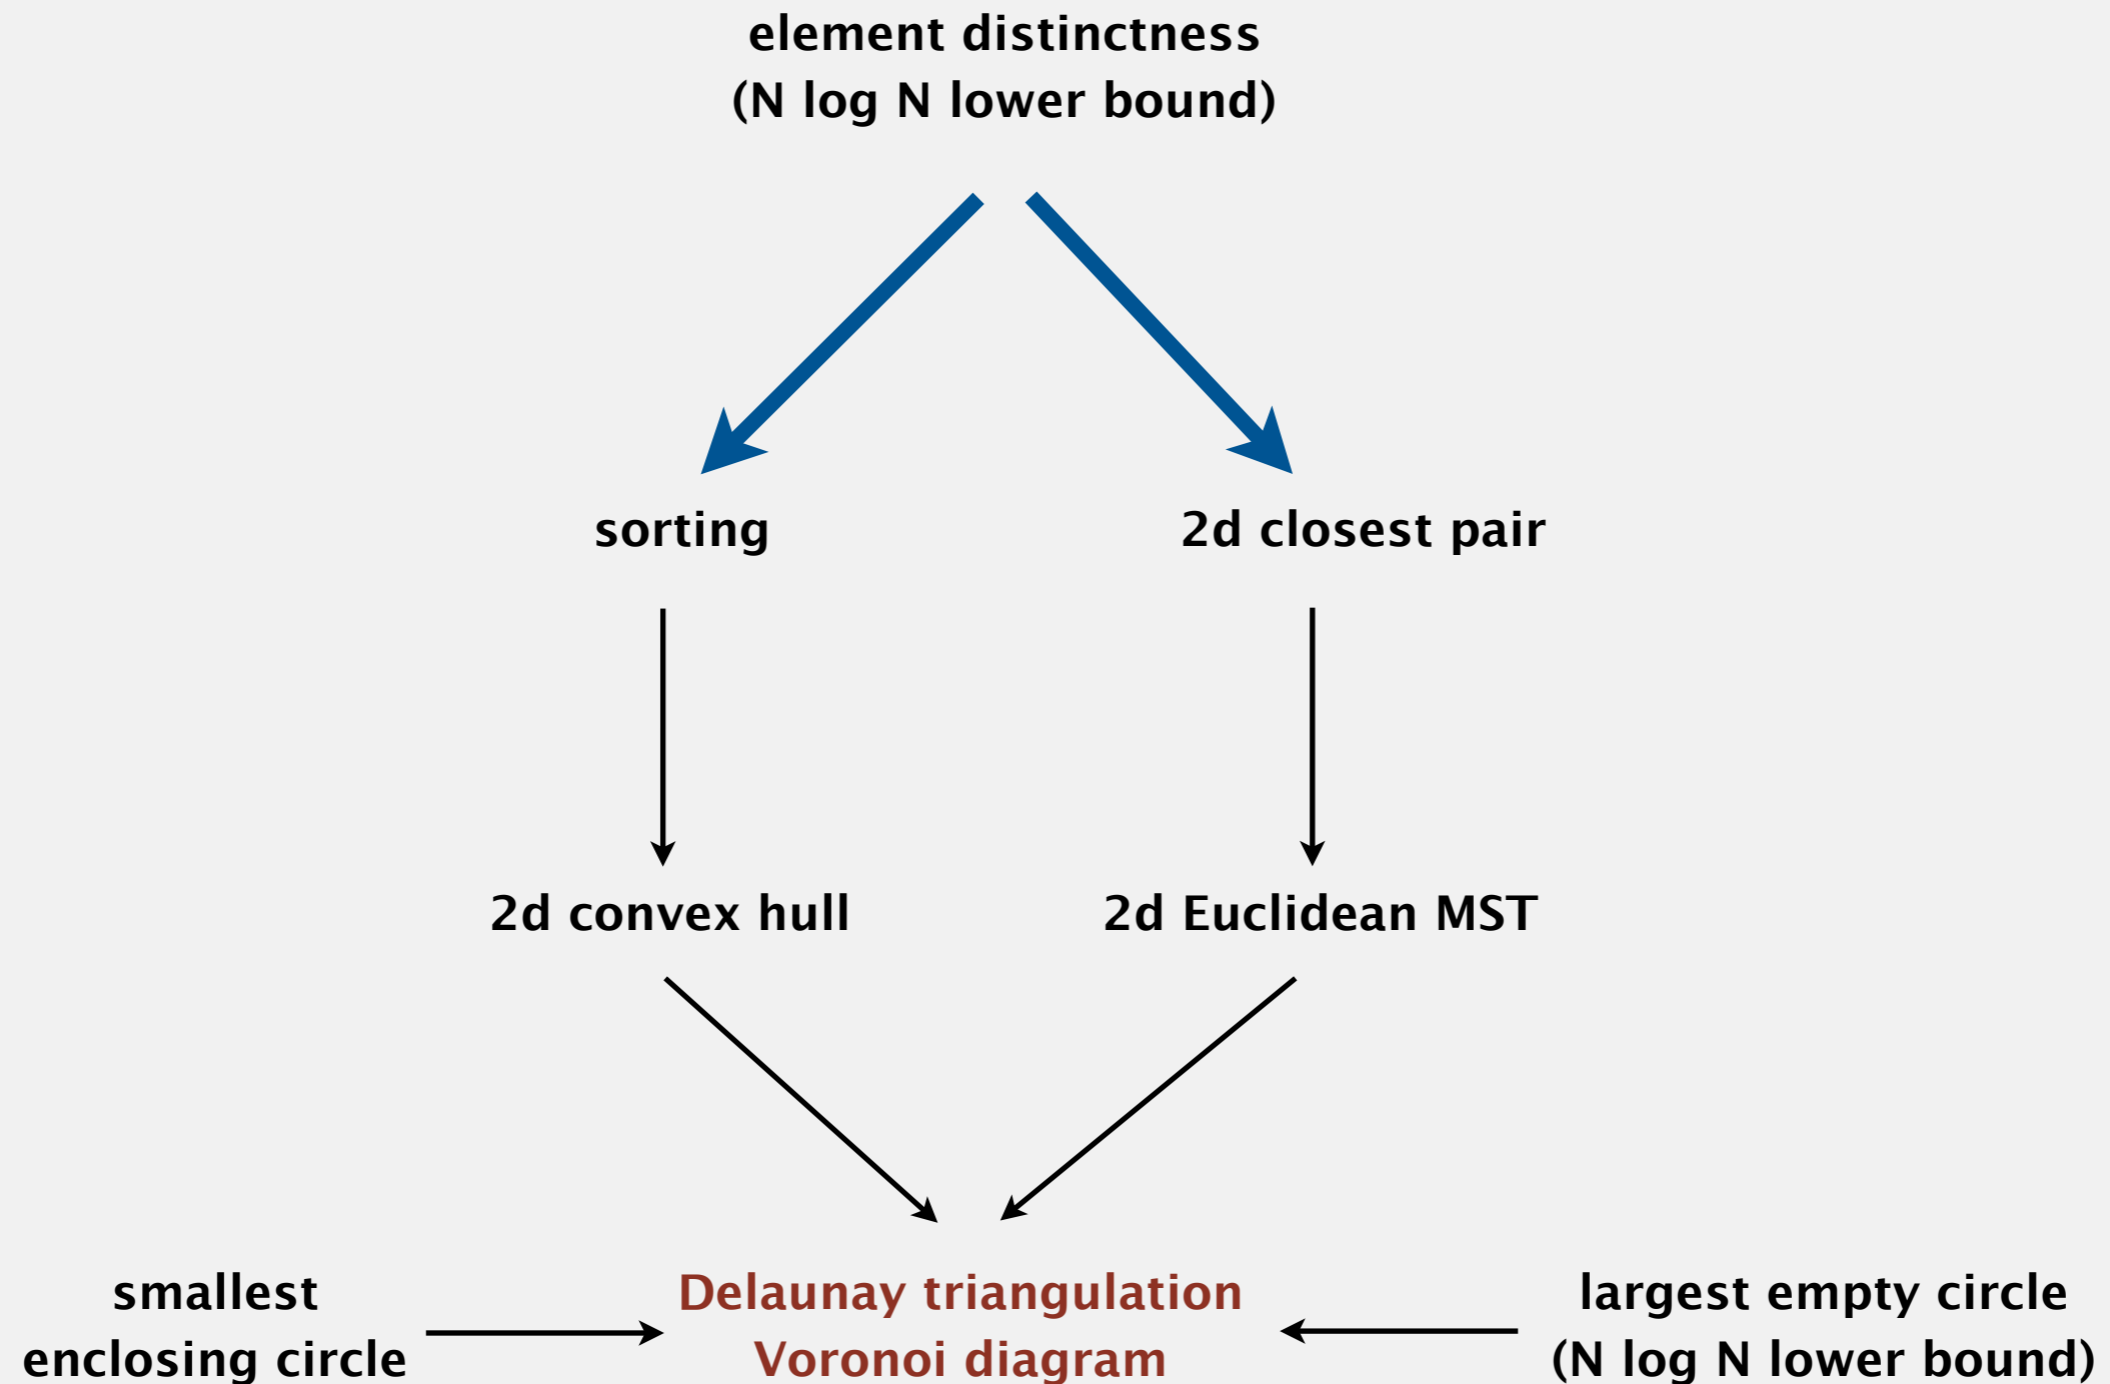 element distinctness
(N log N lower bound)
sorting
2d closest pair
2d convex hull
2d Euclidean MST
smallest
enclosing circle
Delaunay triangulation
Voronoi diagram
largest empty circle
(N log N lower bound)